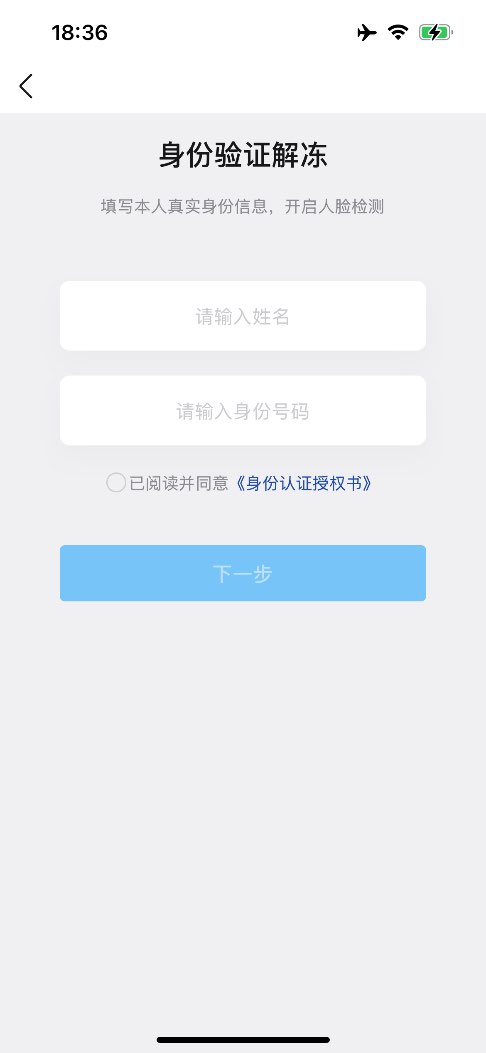 18:36
身份验证解冻
填写本人真实身份信息，开启人脸检测
请输入姓名
请输入身份号码
已阅读并同意《身份认证授权书》
下一步